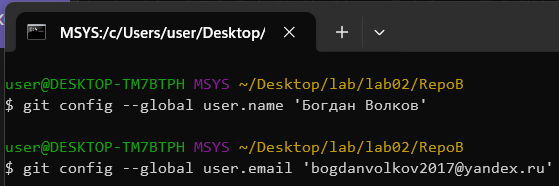 MSYS:/c/Users/user/Desktop/
user@DESKTOP-TM7BTPH MSYS ~/Desktop/lab/lab02/RepoB
$ git config --global user.name 'Богдан Волков'
user@DESKTOP-TM7BTPH MSYS ~/Desktop/lab/lab02/RepoB
$ git config --global user.email 'bogdanvolkov2017@yandex.ru'